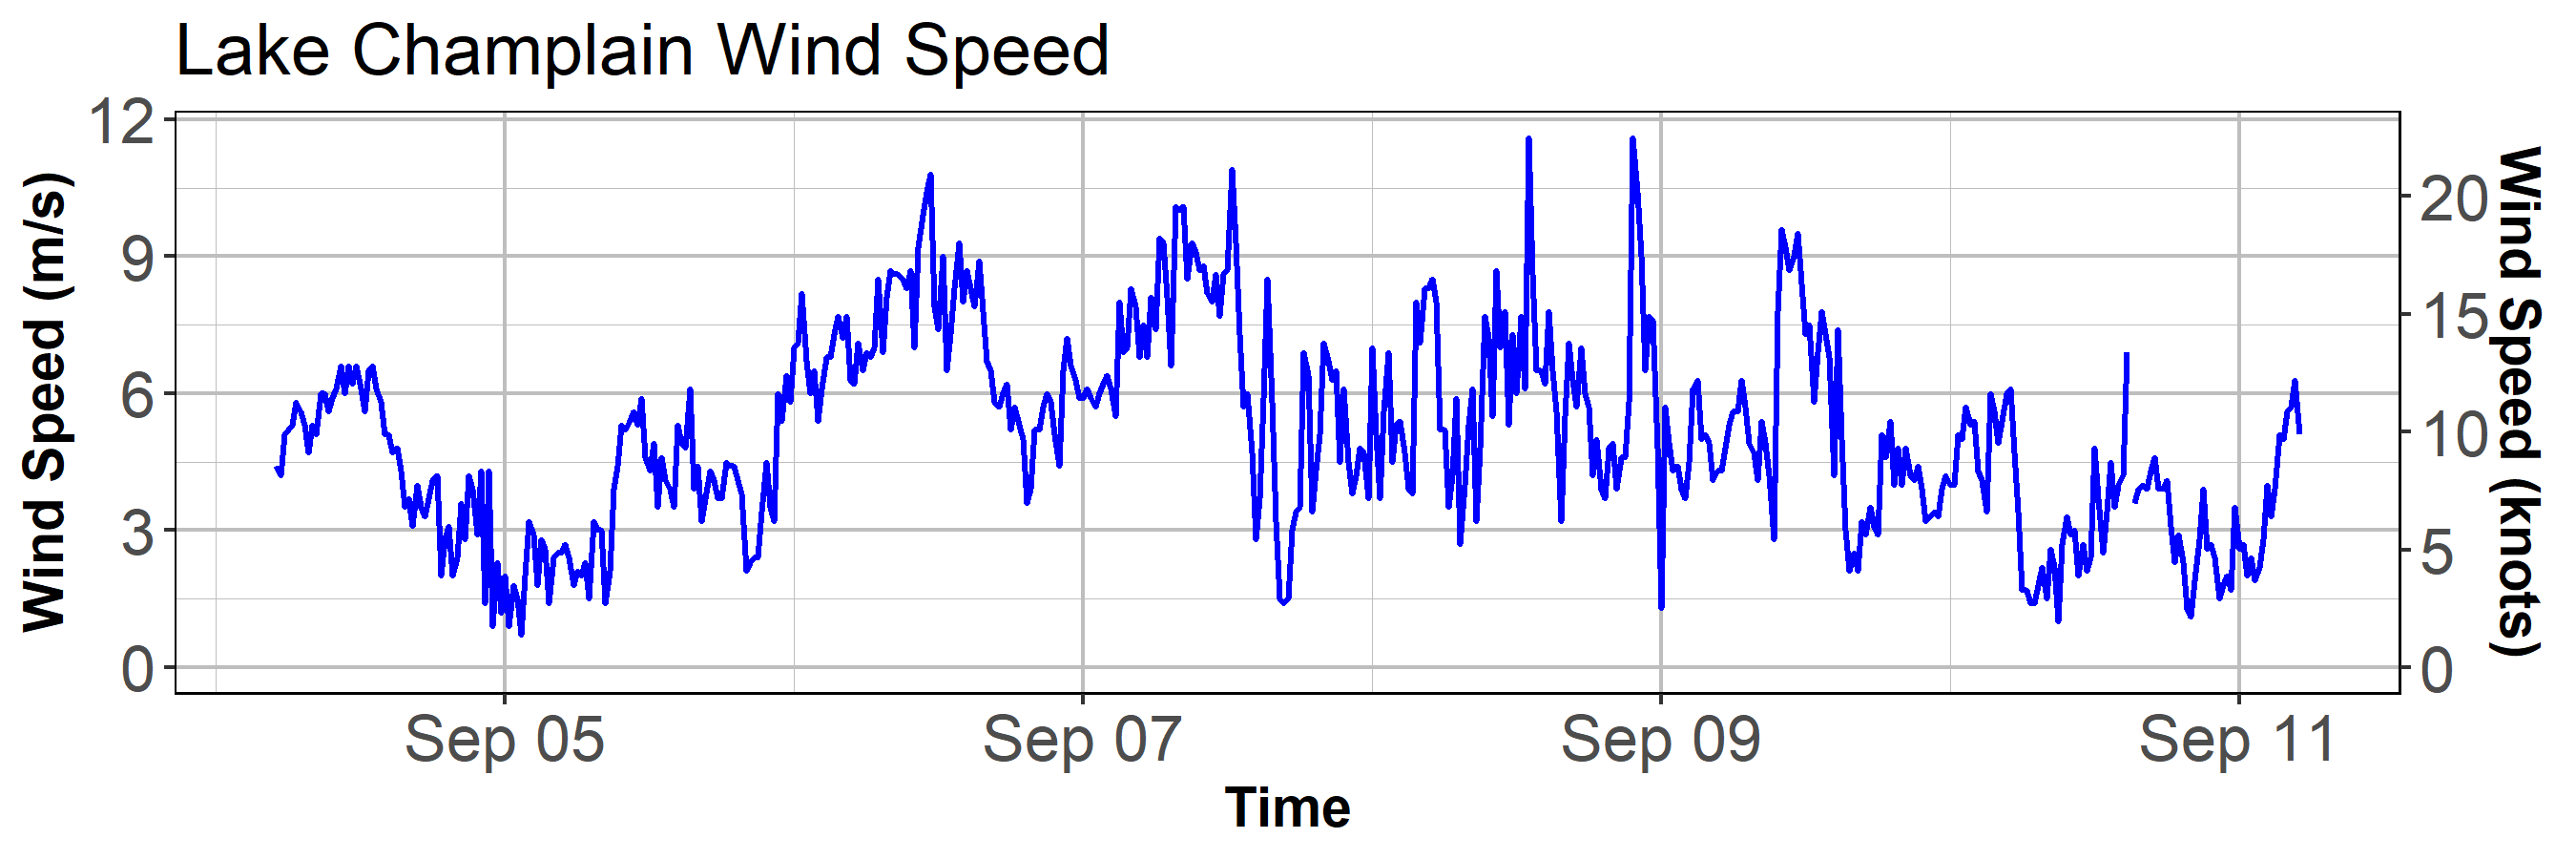 Lake Champlain Wind Speed
12
9
6
3
0
Wind Speed (m/s)
20
15
10
5
0
Wind Speed (knots)
Sep 05 Sep 07 Sep 09 Sep 11
Time